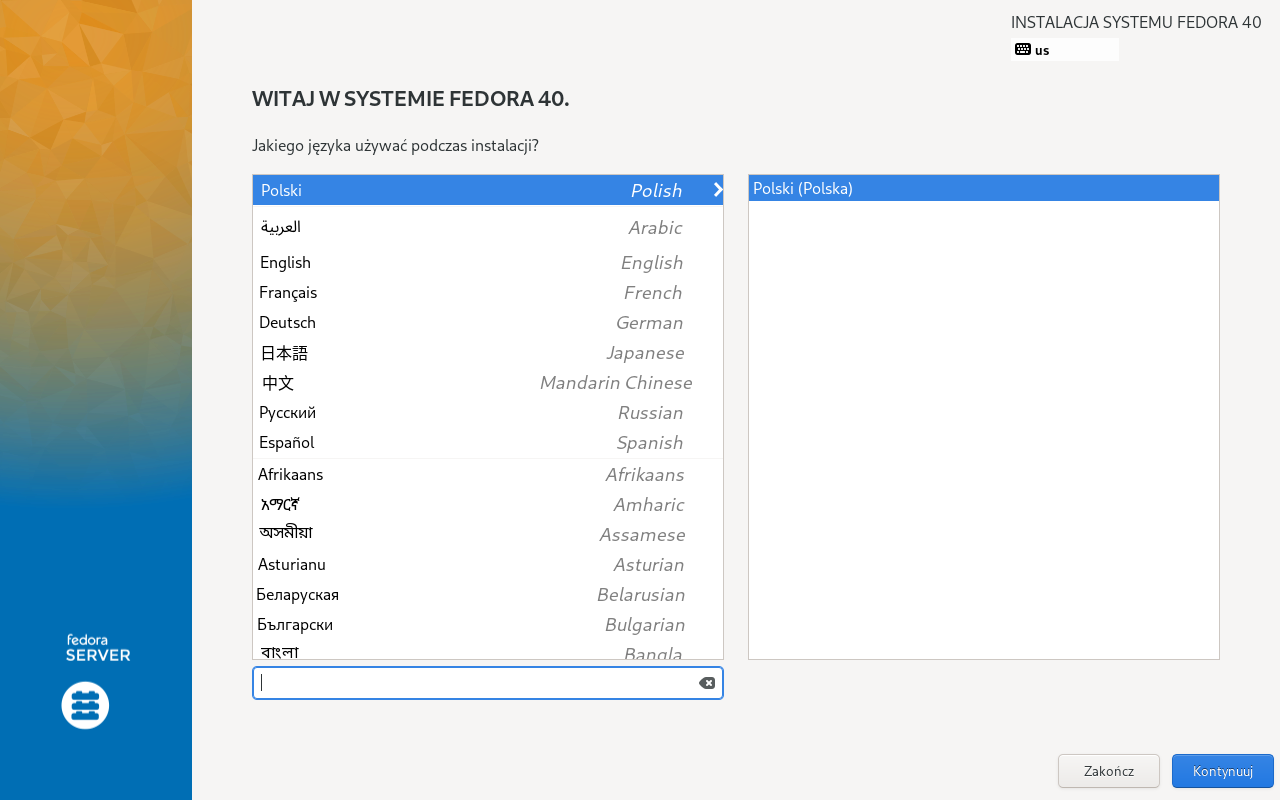 INSTALACJA SYSTEMU FEDORA 40
us
WITAJ W SYSTEMIE FEDORA 40.
Jakiego języka używać podczas instalacji?
Polski Polish
العربية Arabic
English English
Français French
Deutsch German
日本語 Japanese
中文 Mandarin Chinese
Русский Russian
Español Spanish
Afrikaans Afrikaans
አማርኛ Amharic
অসমীয়া Assamese
Asturianu Asturian
Беларуская Belarusian
Български Bulgarian
বাংলা Bangla
Polski (Polska)
fedora
SERVER
Zakończ
Kontynuuj